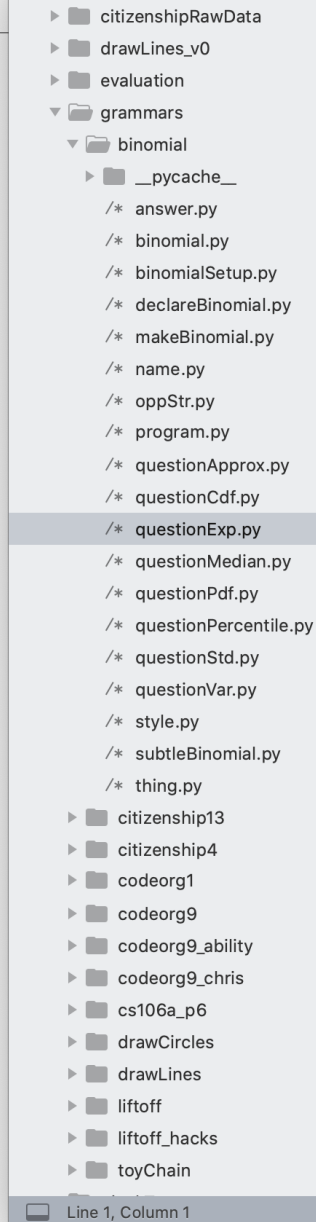 citizenshipRawData
drawLines_v0
evaluation
grammars
binomial
__pycache__
/* answer.py
/* binomial.py
/* binomialSetup.py
/* declareBinomial.py
/* makeBinomial.py
/* name.py
/* oppStr.py
/* program.py
/* questionApprox.py
/* questionCdf.py
/* questionExp.py
/* questionMedian.py
/* questionPdf.py
/* questionPercentile.py
/* questionStd.py
/* questionVar.py
/* style.py
/* subtleBinomial.py
/* thing.py
citizenship13
citizenship4
codeorg1
codeorg9
codeorg9_ability
codeorg9_chris
cs106a_p6
drawCircles
drawLines
liftoff
liftoff_hacks
toyChain
Line 1, Column 1